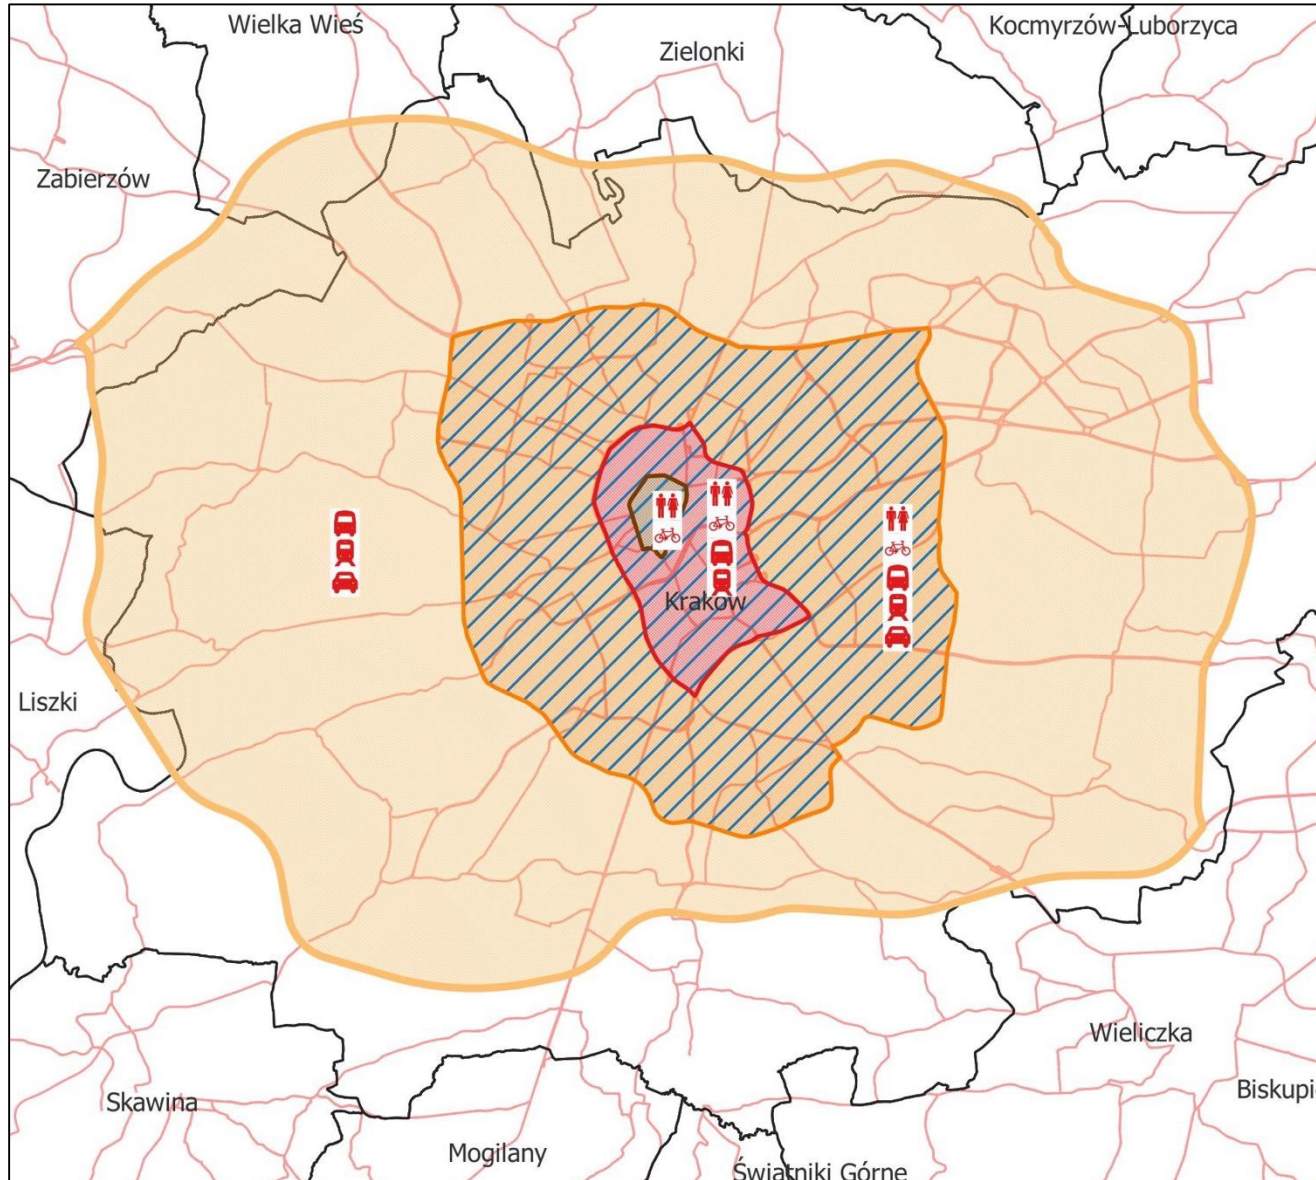 Wielka Wieś
Kocmyrzów-Luborzyca
Zielonki
Zabierzów
Kraków
Liszki
Wieliczka
Biskupi
Skawina
Mogilany
Świątniki Górne